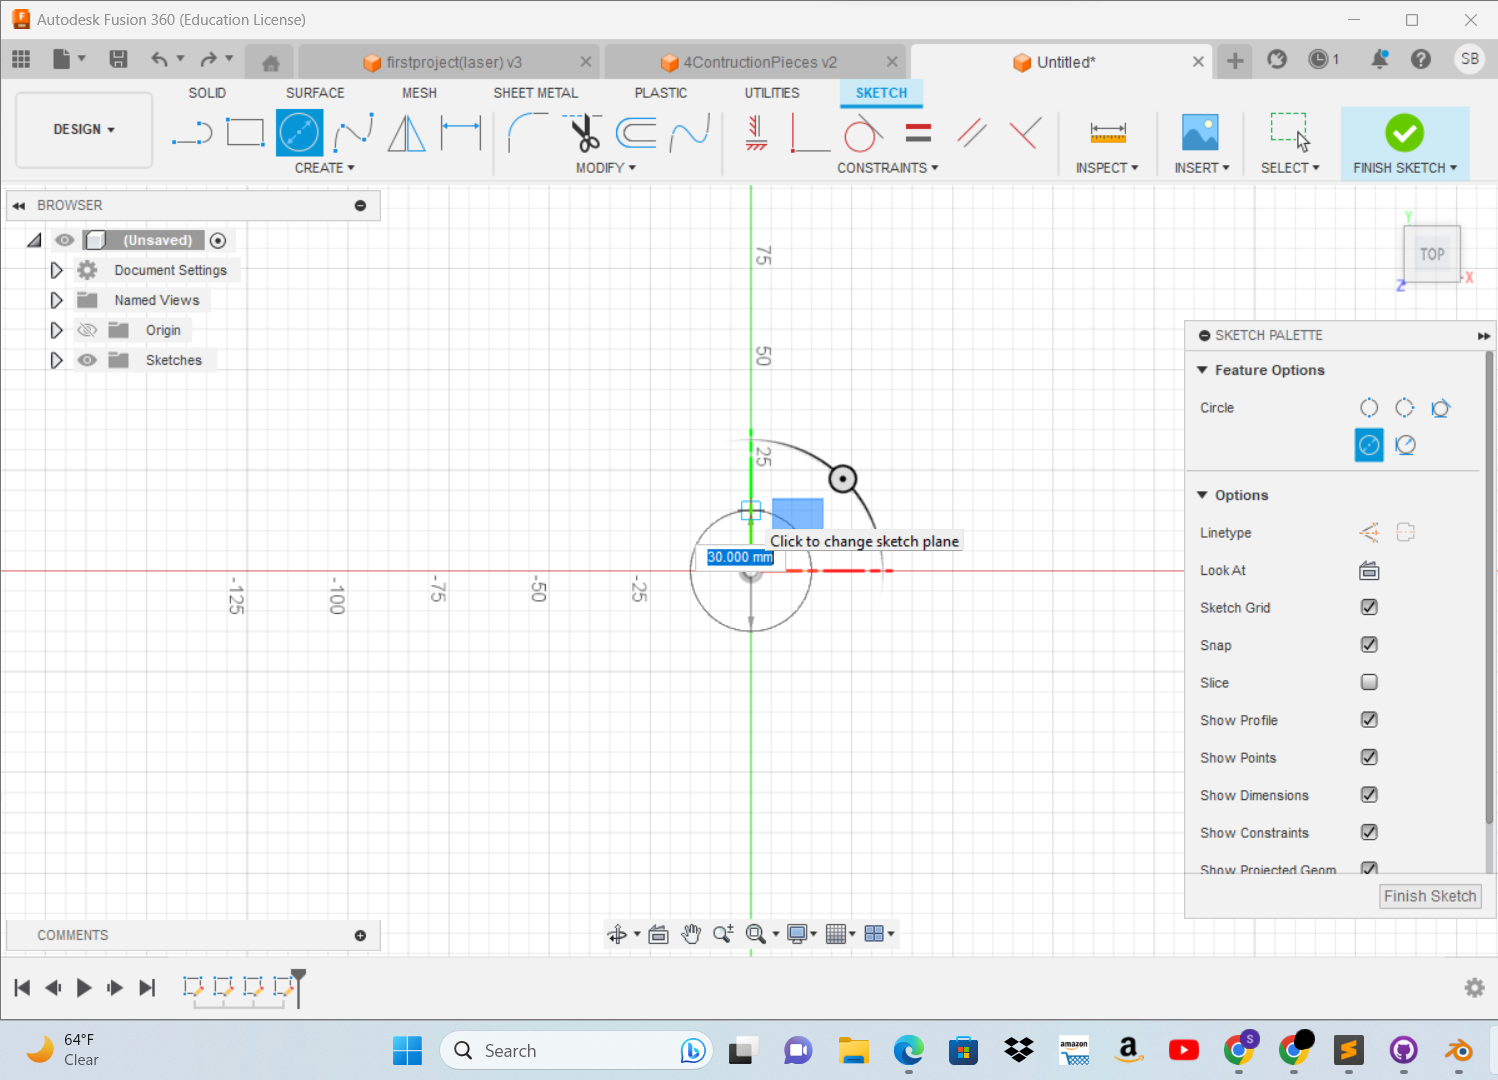 Autodesk Fusion 360 (Education License)
firstproject(laser) v3
4ContructionPieces v2
Untitled*
1
SB
DESIGN
SOLID
SURFACE
MESH
SHEET METAL
PLASTIC
UTILITIES
SKETCH
CREATE
MODIFY
CONSTRAINTS
INSPECT
INSERT
SELECT
FINISH SKETCH
BROWSER
(Unsaved)
Document Settings
Named Views
Origin
Sketches
75
50
25
-125
-100
-75
-50
-25
30.000 mm
Click to change sketch plane
Y
TOP
X
Z
SKETCH PALETTE
Feature Options
Circle
Options
Linetype
Look At
Sketch Grid
Snap
Slice
Show Profile
Show Points
Show Dimensions
Show Constraints
Show Projected Geom
Finish Sketch
COMMENTS
64°F
Clear
Search
amazon
a
S